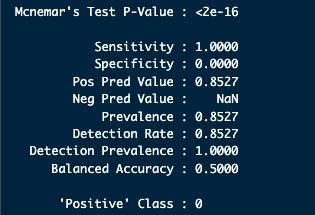 Mcnemar's Test P-Value : <2e-16
Sensitivity : 1.0000
Specificity : 0.0000
Pos Pred Value : 0.8527
Neg Pred Value : NaN
Prevalence : 0.8527
Detection Rate : 0.8527
Detection Prevalence : 1.0000
Balanced Accuracy : 0.5000
'Positive' Class : 0